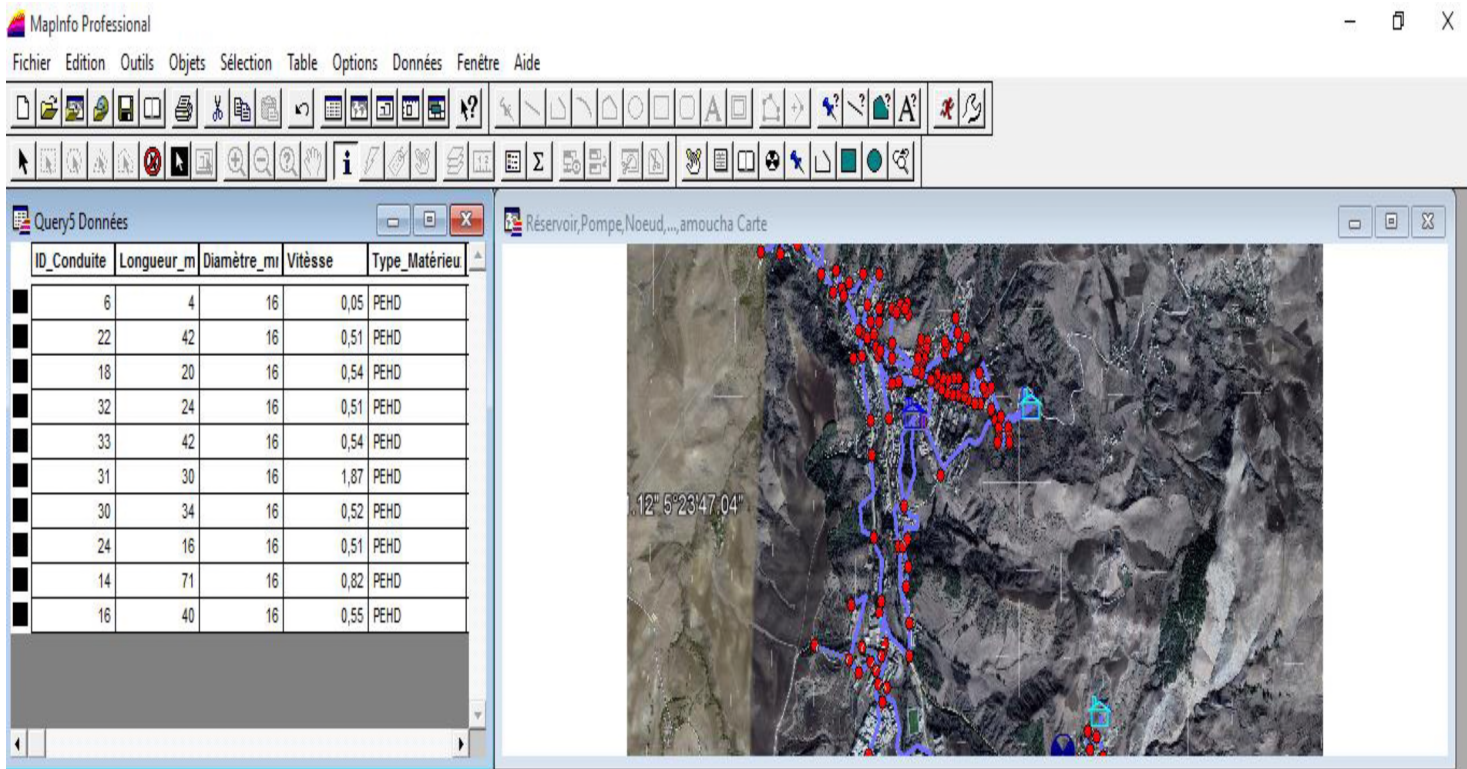 MapInfo Professional
Fichier Edition Outils Objets Sélection Table Options Données Fenêtre Aide
Query5 Données
ID_Conduite Longueur_m Diamètre_mı Vitèsse Type_Matérieu
6 4 16 0,05 PEHD
22 42 16 0,51 PEHD
18 20 16 0,54 PEHD
32 24 16 0,51 PEHD
33 42 16 0,54 PEHD
31 30 16 1,87 PEHD
30 34 16 0,52 PEHD
24 16 16 0,51 PEHD
14 71 16 0,82 PEHD
16 40 16 0,55 PEHD
Réservoir,Pompe,Noeud,...,amoucha Carte
.12" 5°23'47.04"